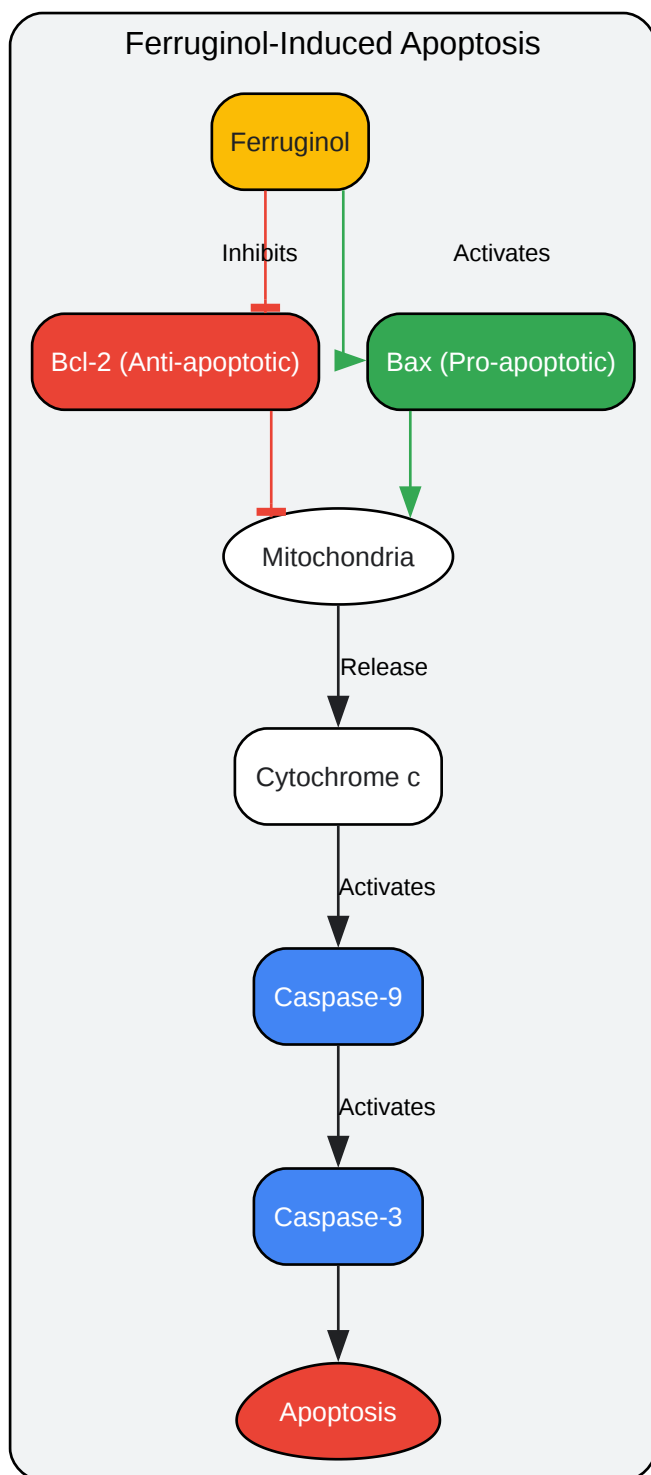 Ferruginol-Induced Apoptosis
Ferruginol
Inhibits
Activates
Bcl-2 (Anti-apoptotic)
Bax (Pro-apoptotic)
Mitochondria
Release
Cytochrome c
Activates
Caspase-9
Activates
Caspase-3
Apoptosis